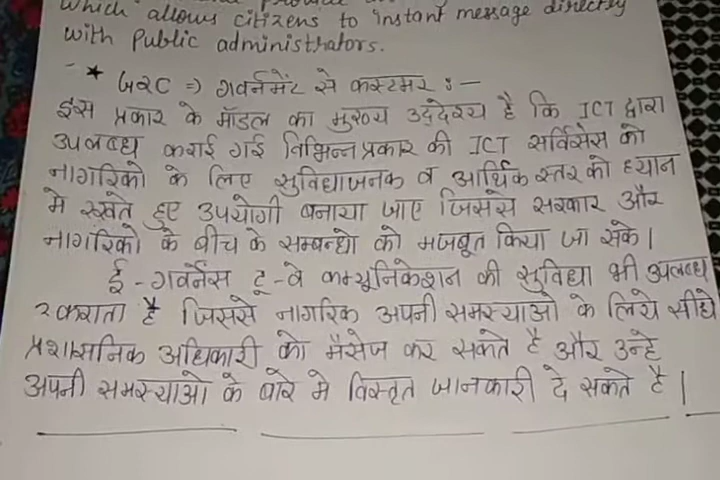 which allows citizens to instant message directly
with Public administrators.
* G2C => गवर्नमेंट से कस्टमर :-
इस प्रकार के मॉडल का मुख्य उद्देश्य है कि ICT द्वारा
उपलब्ध कराई गई विभिन्न प्रकार की ICT सर्विसेस को
नागरिको के लिए सुविधाजनक व आर्थिक स्तर को ध्यान
मे रखते हुए उपयोगी बनाया जाए जिससे सरकार और
नागरिको के बीच के सम्बन्धो को मजबूत किया जा सके।
ई-गवर्नेस टू-वे कम्यूनिकेशन की सुविधा भी उपलब्ध
कराता है जिससे नागरिक अपनी समस्याओ के लिये सीधे
प्रशासनिक अधिकारी को मैसेज कर सकते है और उन्हे
अपनी समस्याओ के बारे मे विस्तृत जानकारी दे सकते है।